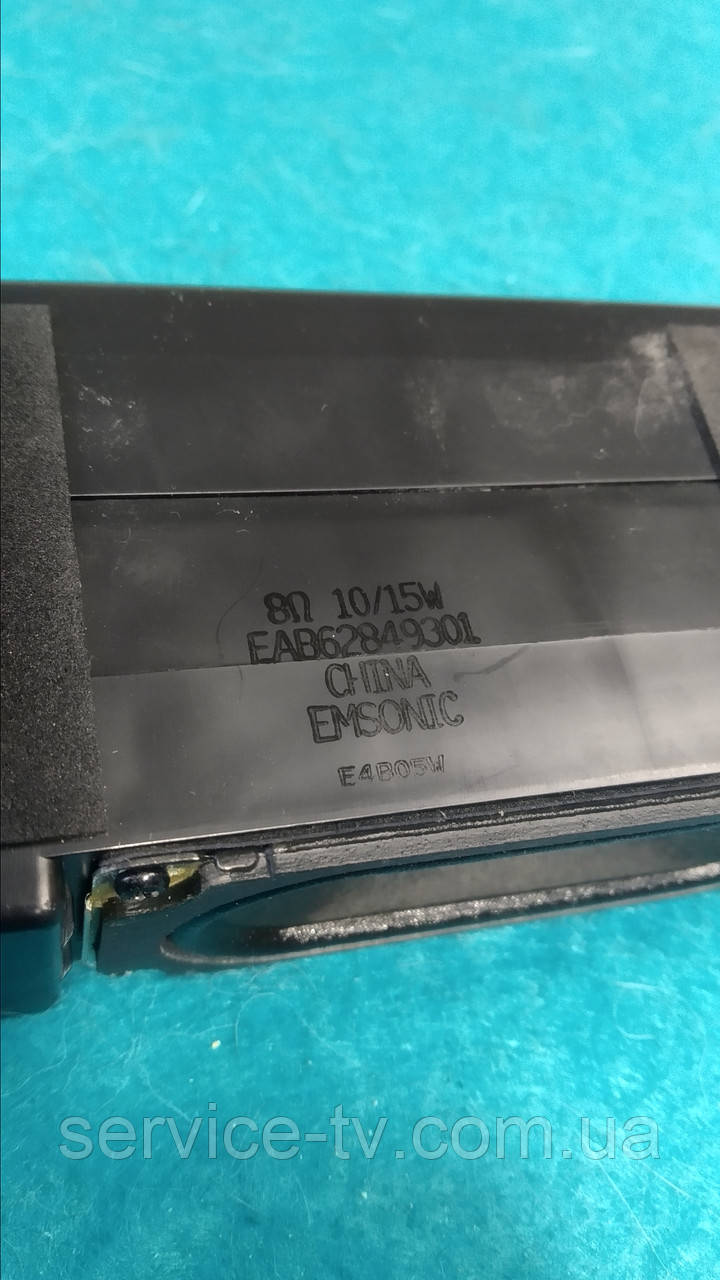 8Ω 10/15W
EAB62849301
CHINA
EMSONIC
E4B05W
service-tv.com.ua